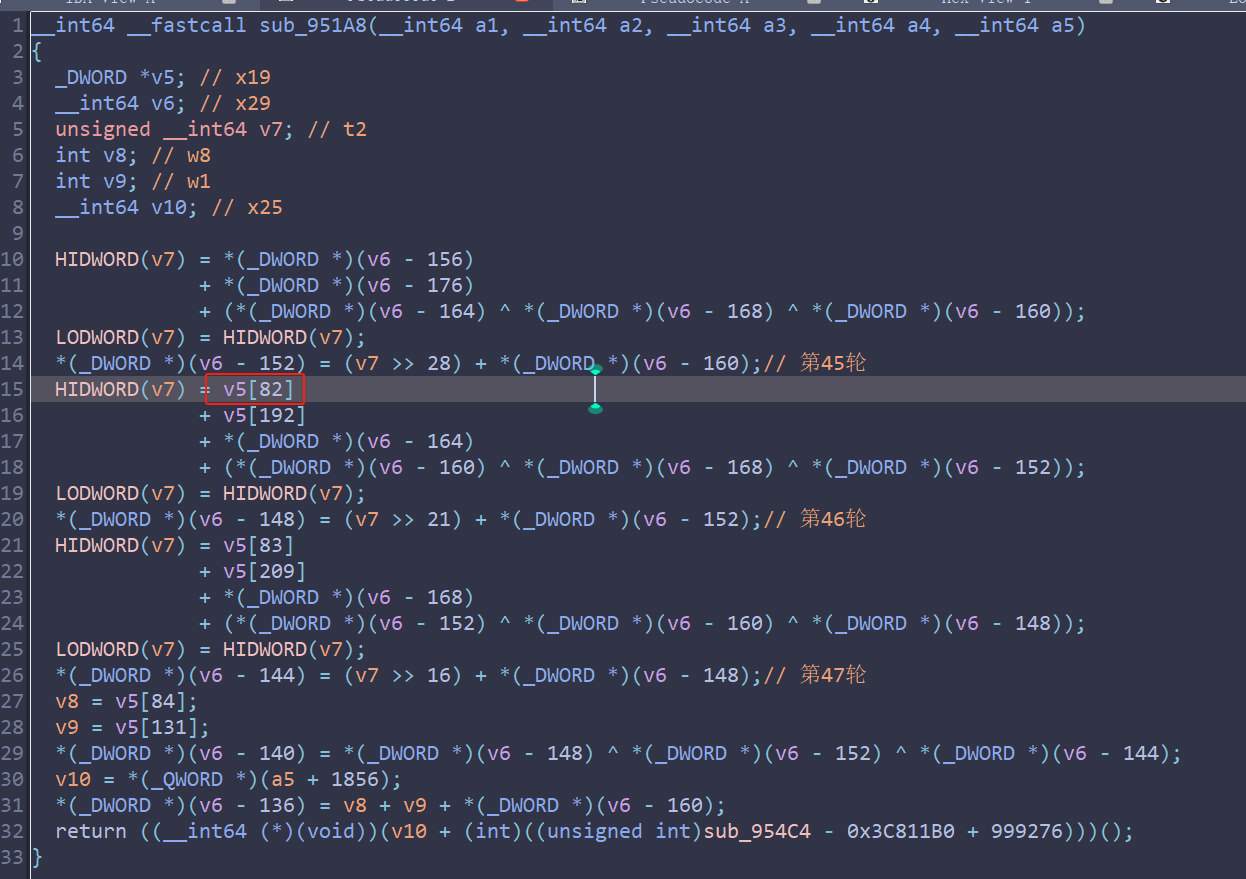 IDA View-A Pseudocode-B Pseudocode-A Hex View-1
1 __int64 __fastcall sub_951A8(__int64 a1, __int64 a2, __int64 a3, __int64 a4, __int64 a5)
2 {
3 _DWORD *v5; // x19
4 __int64 v6; // x29
5 unsigned __int64 v7; // t2
6 int v8; // w8
7 int v9; // w1
8 __int64 v10; // x25
9
10 HIDWORD(v7) = *(_DWORD *)(v6 - 156)
11 + *(_DWORD *)(v6 - 176)
12 + (*(_DWORD *)(v6 - 164) ^ *(_DWORD *)(v6 - 168) ^ *(_DWORD *)(v6 - 160));
13 LODWORD(v7) = HIDWORD(v7);
14 *(_DWORD *)(v6 - 152) = (v7 >> 28) + *(_DWORD *)(v6 - 160);// 第45轮
15 HIDWORD(v7) = v5[82]
16 + v5[192]
17 + *(_DWORD *)(v6 - 164)
18 + (*(_DWORD *)(v6 - 160) ^ *(_DWORD *)(v6 - 168) ^ *(_DWORD *)(v6 - 152));
19 LODWORD(v7) = HIDWORD(v7);
20 *(_DWORD *)(v6 - 148) = (v7 >> 21) + *(_DWORD *)(v6 - 152);// 第46轮
21 HIDWORD(v7) = v5[83]
22 + v5[209]
23 + *(_DWORD *)(v6 - 168)
24 + (*(_DWORD *)(v6 - 152) ^ *(_DWORD *)(v6 - 160) ^ *(_DWORD *)(v6 - 148));
25 LODWORD(v7) = HIDWORD(v7);
26 *(_DWORD *)(v6 - 144) = (v7 >> 16) + *(_DWORD *)(v6 - 148);// 第47轮
27 v8 = v5[84];
28 v9 = v5[131];
29 *(_DWORD *)(v6 - 140) = *(_DWORD *)(v6 - 148) ^ *(_DWORD *)(v6 - 152) ^ *(_DWORD *)(v6 - 144);
30 v10 = *(_QWORD *)(a5 + 1856);
31 *(_DWORD *)(v6 - 136) = v8 + v9 + *(_DWORD *)(v6 - 160);
32 return ((__int64 (*)(void))(v10 + (int)((unsigned int)sub_954C4 - 0x3C811B0 + 999276)))();
33 }